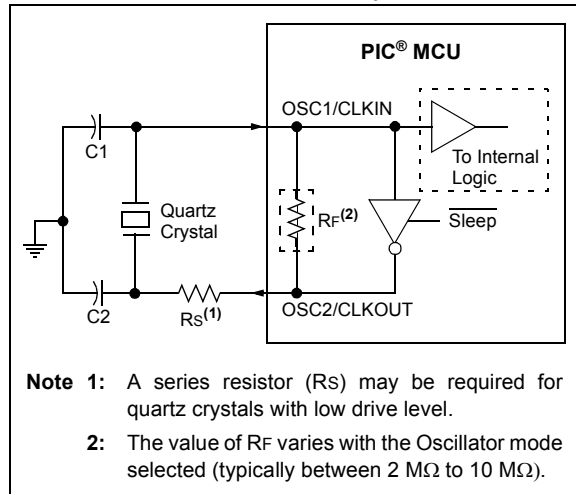 PIC® MCU
OSC1/CLKIN
C1
To Internal
Logic
Quartz
Crystal
RF(2)
Sleep
C2
RS(1)
OSC2/CLKOUT
Note 1: A series resistor (RS) may be required for
quartz crystals with low drive level.
2: The value of RF varies with the Oscillator mode
selected (typically between 2 MΩ to 10 MΩ).